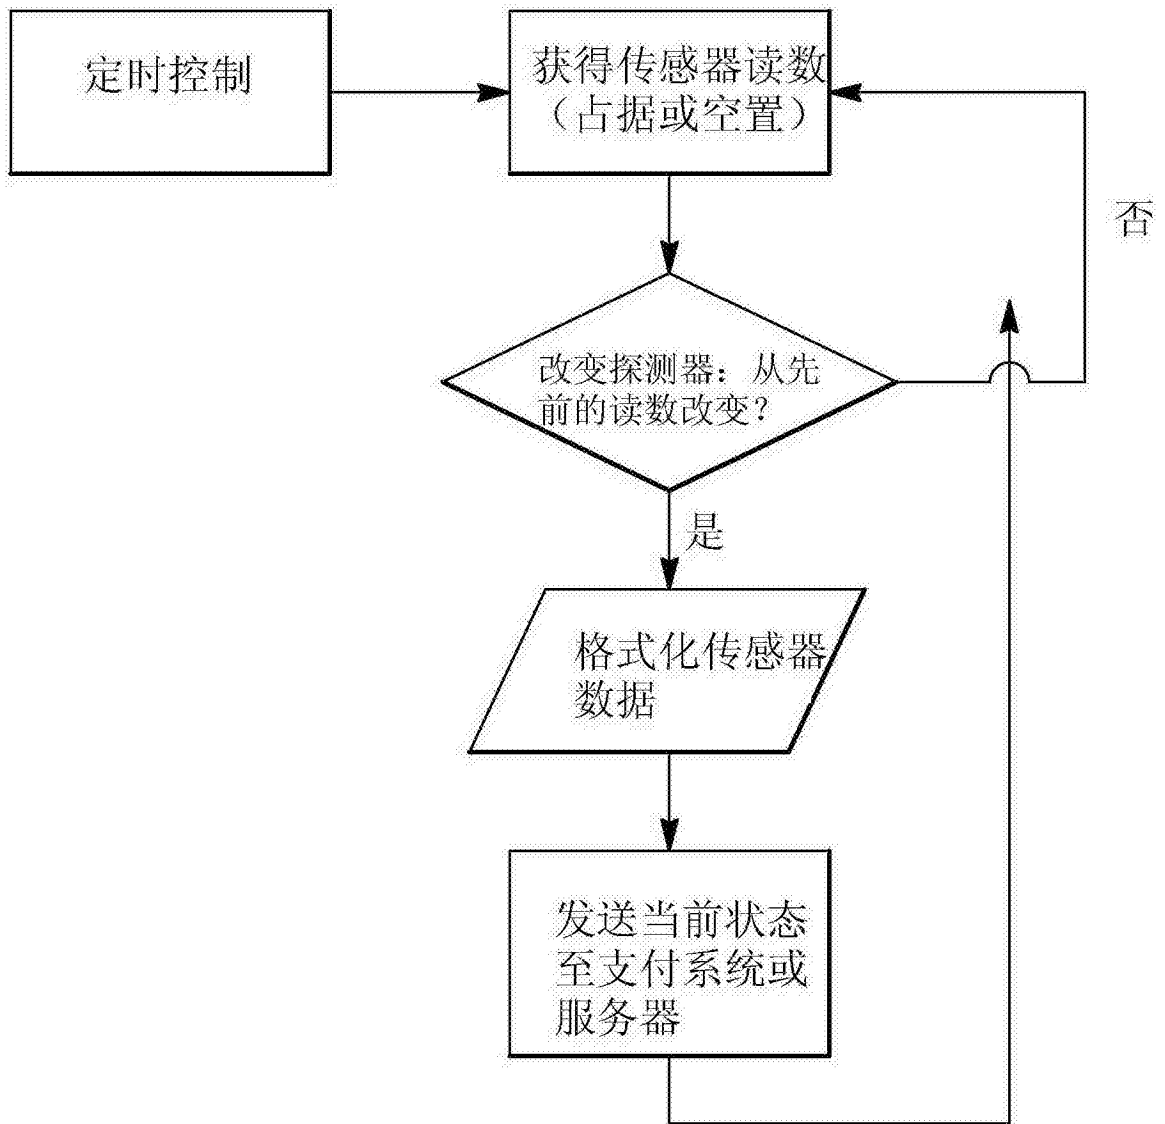 定时控制
获得传感器读数
（占据或空置）
否
改变探测器：从先
前的读数改变？
是
格式化传感器
数据
发送当前状态
至支付系统或
服务器